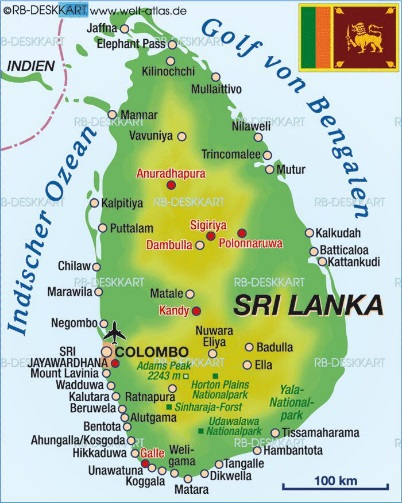 ©RB-DESKKART www.welt-atlas.de
Jaffna
Elephant Pass
Kilinochchi
Mullaittivo
Golf von Bengalen
INDIEN
RB-DESKKART
Mannar
Vavuniya
Nilaweli
Trincomalee
Mutur
Anuradhapura
Indischer Ozean
Kalpitiya
Puttalam
Sigiriya
Dambulla
Polonnaruwa
Kalkudah
Batticaloa
Kattankudi
Chilaw
Marawila
Matale
Kandy
SRI LANKA
Negombo
Nuwara
Eliya
SRI
JAYAWARDHANA
COLOMBO
Badulla
Ella
Adams Peak
2243 m
Horton Plains
Nationalpark
Mount Lavinia
Wadduwa
Kalutara
Beruwela
Bentota
Ratnapura
Sinharaja-Forst
Alutgama
Yala-
National-
park
Udawalawa
Nationalpark
Tissamaharama
Ahungalla/Kosgoda
Hikkaduwa
Galle
Weli-
gama
Hambantota
Unawatuna
Koggala
Matara
Tangalle
Dikwella
100 km